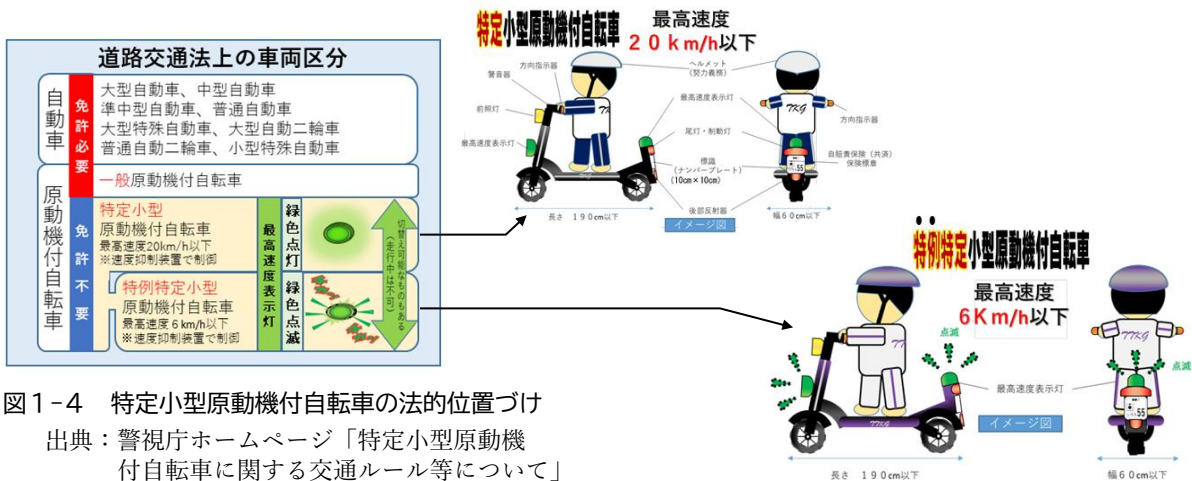 道路交通法上の車両区分
自動車
免許必要
大型自動車、中型自動車
準中型自動車、普通自動車
大型特殊自動車、大型自動二輪車
普通自動二輪車、小型特殊自動車
一般原動機付自転車
原動機付自転車
免許不要
特定小型
原動機付自転車
最高速度20km/h以下
※速度抑制装置で制御
特例特定小型
原動機付自転車
最高速度6km/h以下
※速度抑制装置で制御
最高速度表示灯
緑色点灯
緑色点滅
切替え可能なものもある
(走行中は不可)
特定小型原動機付自転車
最高速度
20km/h以下
ヘルメット
(努力義務)
方向指示器
警音器
前照灯
最高速度表示灯
最高速度表示灯
尾灯・制動灯
標識
(ナンバープレート)
(10cm×10cm)
後部反射器
長さ 190cm以下
イメージ図
TKG
方向指示器
自賠責保険(共済)
保険標章
55
幅60cm以下
特例特定小型原動機付自転車
最高速度
6Km/h以下
点滅
最高速度表示灯
イメージ図
TTKG
長さ 190cm以下
TTKG
点滅
55
幅60cm以下
図1-4 特定小型原動機付自転車の法的位置づけ
出典:警視庁ホームページ「特定小型原動機
付自転車に関する交通ルール等について」